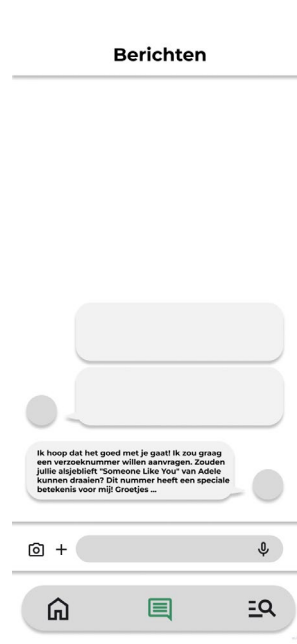 Berichten
Ik hoop dat het goed met je gaat! Ik zou graag
een verzoeknummer willen aanvragen. Zouden
jullie alsjeblieft "Someone Like You" van Adele
kunnen draaien? Dit nummer heeft een speciale
betekenis voor mij! Groetjes ...